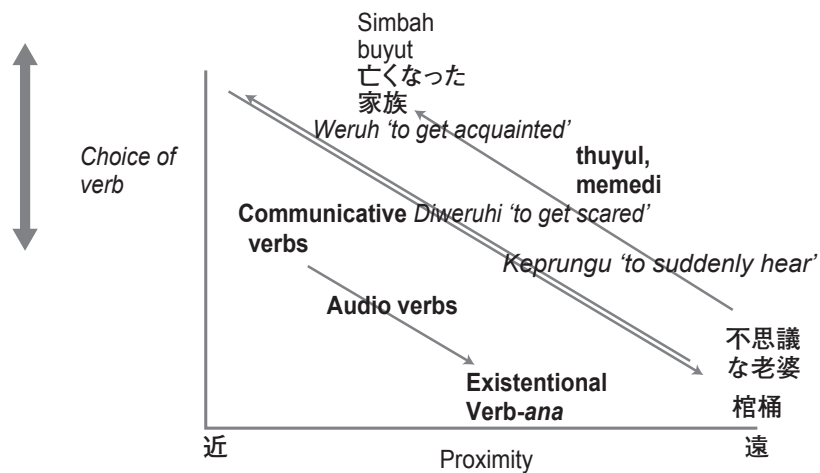 Simbah
buyut
亡くなった
家族
Weruh ‘to get acquainted’
Choice of
verb
thuyul,
memedi
Communicative Diweruhi ‘to get scared’
verbs
Keprungu ‘to suddenly hear’
Audio verbs
不思議
な老婆
Existentional
Verb-ana
棺桶
近
Proximity
遠